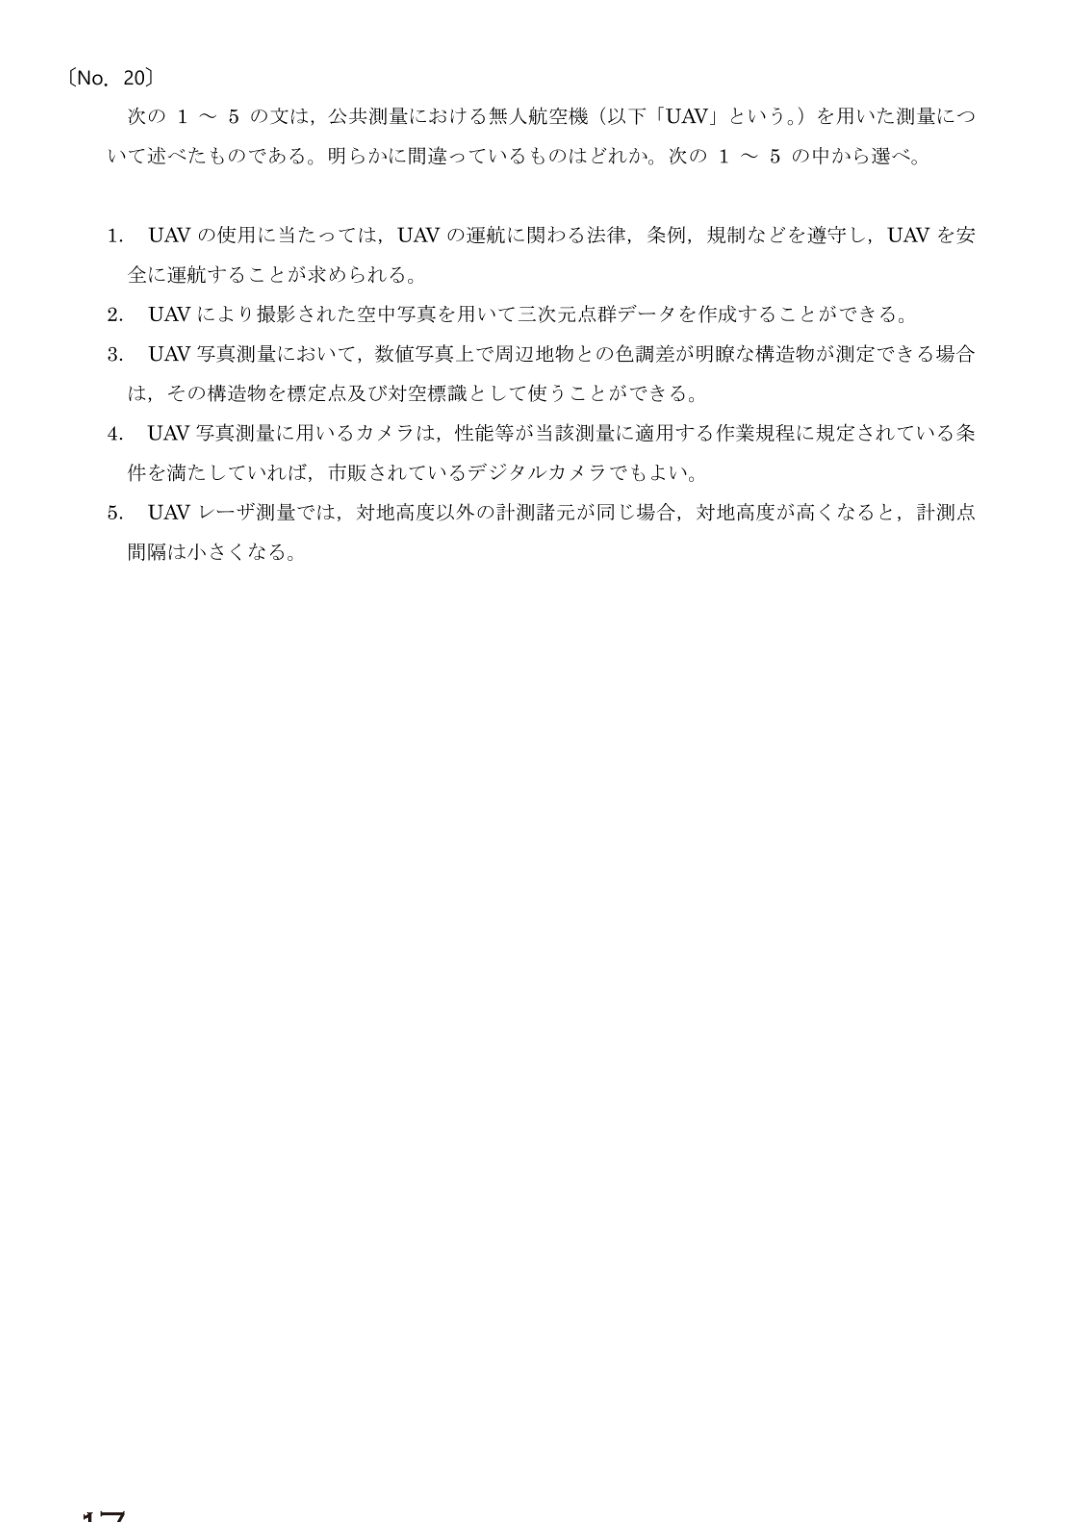 〔No．20〕
次の 1 ～ 5 の文は，公共測量における無人航空機（以下「UAV」という。）を用いた測量につ
いて述べたものである。明らかに間違っているものはどれか。次の 1 ～ 5 の中から選べ。
1． UAV の使用に当たっては，UAV の運航に関わる法律，条例，規制などを遵守し，UAV を安
全に運航することが求められる。
2． UAV により撮影された空中写真を用いて三次元点群データを作成することができる。
3． UAV 写真測量において，数値写真上で周辺地物との色調差が明瞭な構造物が測定できる場合
は，その構造物を標定点及び対空標識として使うことができる。
4． UAV 写真測量に用いるカメラは，性能等が当該測量に適用する作業規程に規定されている条
件を満たしていれば，市販されているデジタルカメラでもよい。
5． UAV レーザ測量では，対地高度以外の計測諸元が同じ場合，対地高度が高くなると，計測点
間隔は小さくなる。